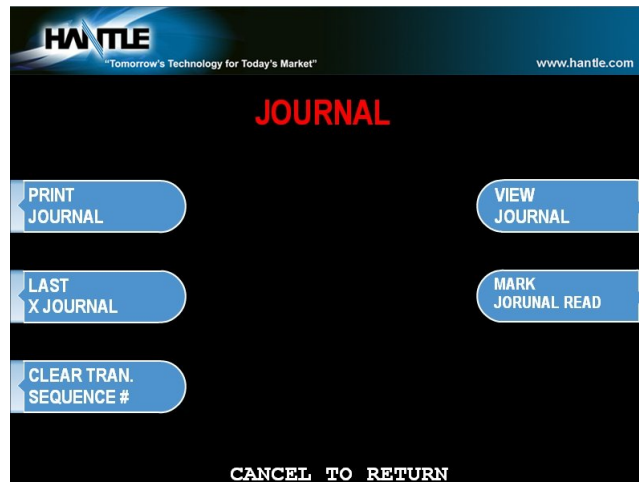 HANTLE
"Tomorrow's Technology for Today's Market"
www.hantle.com
JOURNAL
PRINT
JOURNAL
VIEW
JOURNAL
LAST
X JOURNAL
MARK
JORUNAL READ
CLEAR TRAN.
SEQUENCE #
CANCEL TO RETURN